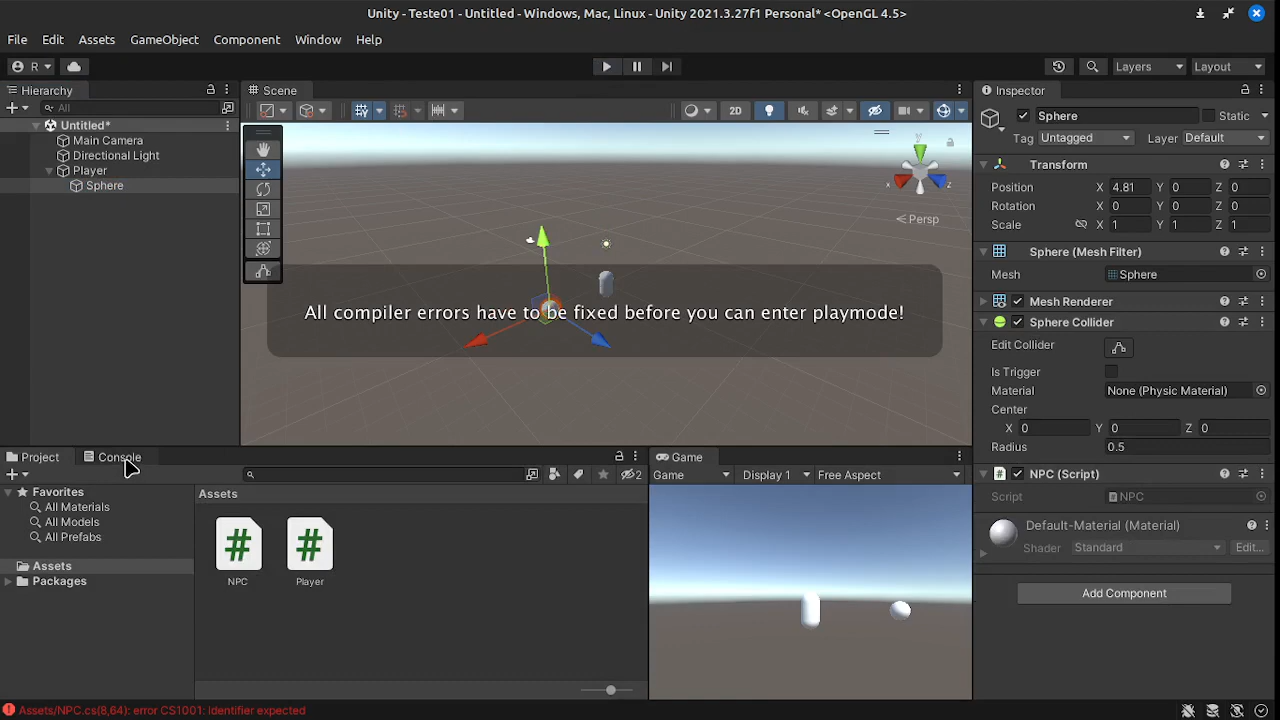 Unity - Teste01 - Untitled - Windows, Mac, Linux - Unity 2021.3.27f1 Personal* <OpenGL 4.5>
File Edit Assets GameObject Component Window Help
R Layers Layout
Hierarchy
All
Untitled*
Main Camera
Directional Light
Player
Sphere
Scene
2D
y
x
z
Persp
All compiler errors have to be fixed before you can enter playmode!
Inspector
Sphere Static
Tag Untagged Layer Default
Transform
Position X 4.81 Y 0 Z 0
Rotation X 0 Y 0 Z 0
Scale X 1 Y 1 Z 1
Sphere (Mesh Filter)
Mesh Sphere
Mesh Renderer
Sphere Collider
Edit Collider
Is Trigger
Material None (Physic Material)
Center
X 0 Y 0 Z 0
Radius 0.5
NPC (Script)
Script NPC
Default-Material (Material)
Shader Standard Edit...
Add Component
Project Console
2
Favorites
All Materials
All Models
All Prefabs
Assets
Packages
Assets
NPC
Player
Game
Game Display 1 Free Aspect
Assets/NPC.cs(8,64): error CS1001: Identifier expected